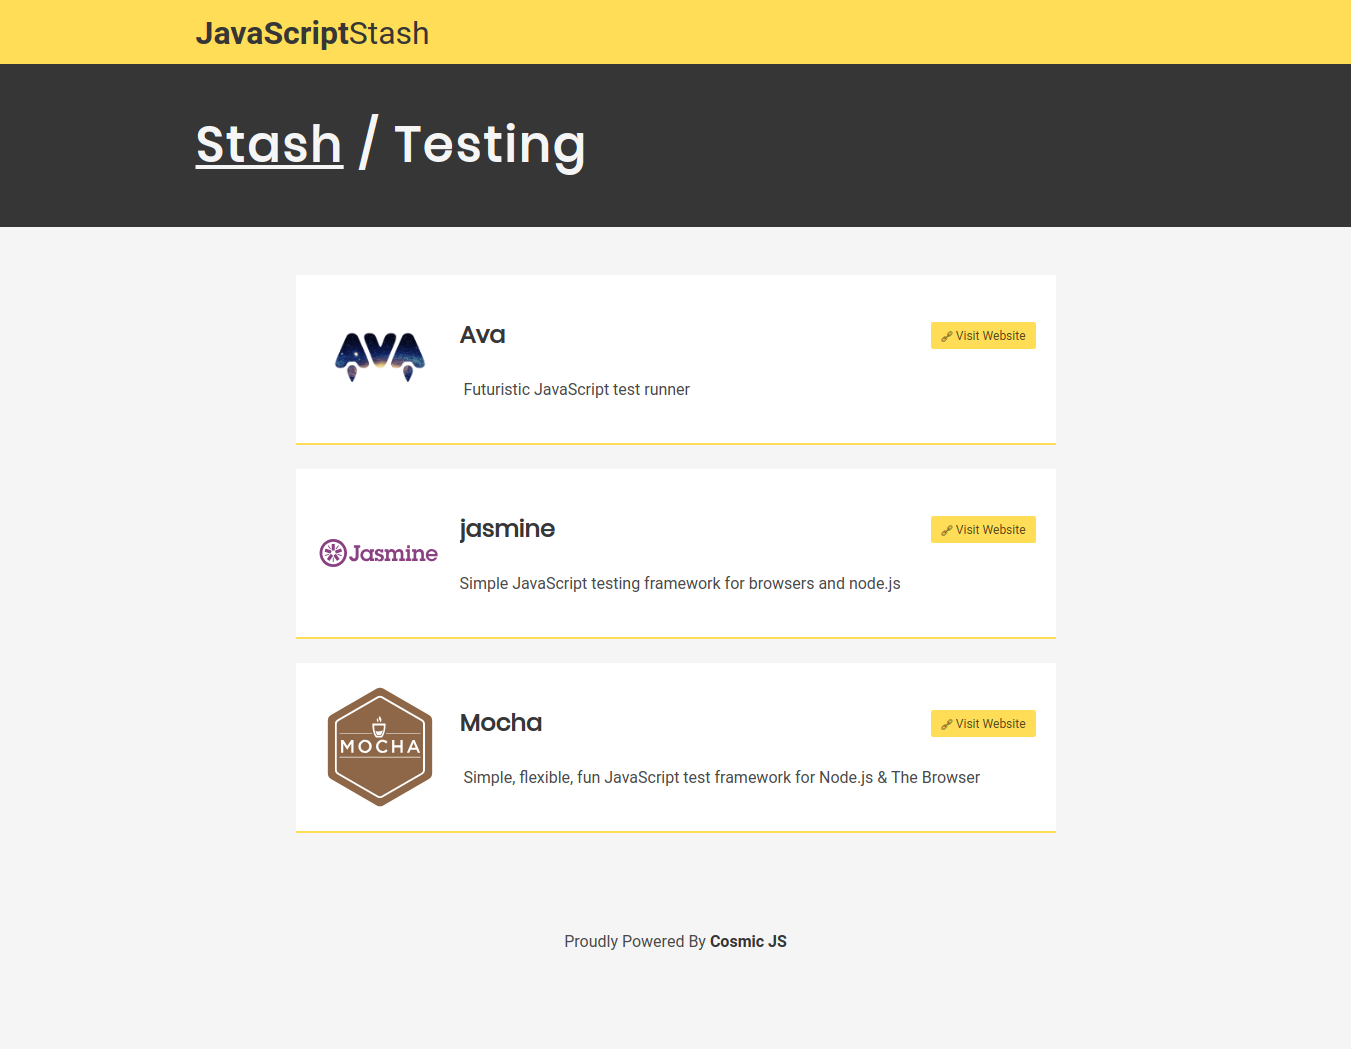 JavaScriptStash
Stash / Testing
AVA
Ava
Visit Website
Futuristic JavaScript test runner
Jasmine
jasmine
Visit Website
Simple JavaScript testing framework for browsers and node.js
MOCHA
Mocha
Visit Website
Simple, flexible, fun JavaScript test framework for Node.js & The Browser
Proudly Powered By Cosmic JS